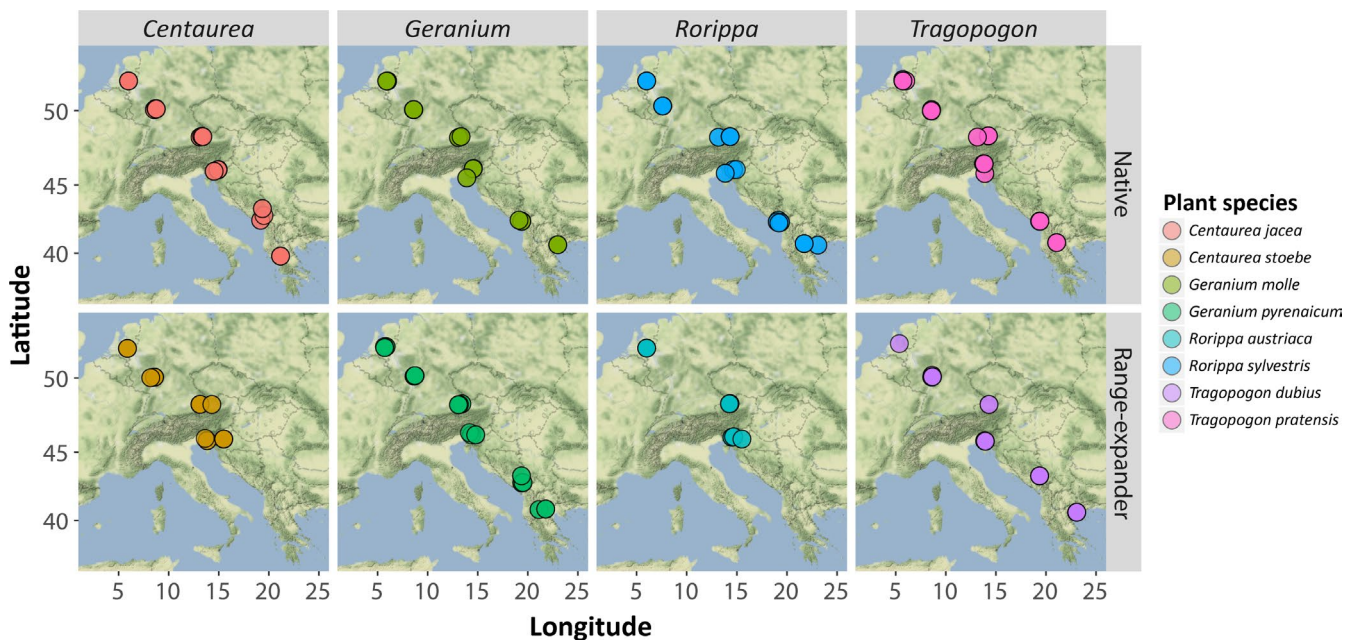 Centaurea Geranium Rorippa Tragopogon
Latitude
50
45
40
Native
50
45
40
Range-expander
5 10 15 20 25 5 10 15 20 25 5 10 15 20 25 5 10 15 20 25
Longitude
Plant species
Centaurea jacea
Centaurea stoebe
Geranium molle
Geranium pyrenaicum
Rorippa austriaca
Rorippa sylvestris
Tragopogon dubius
Tragopogon pratensis